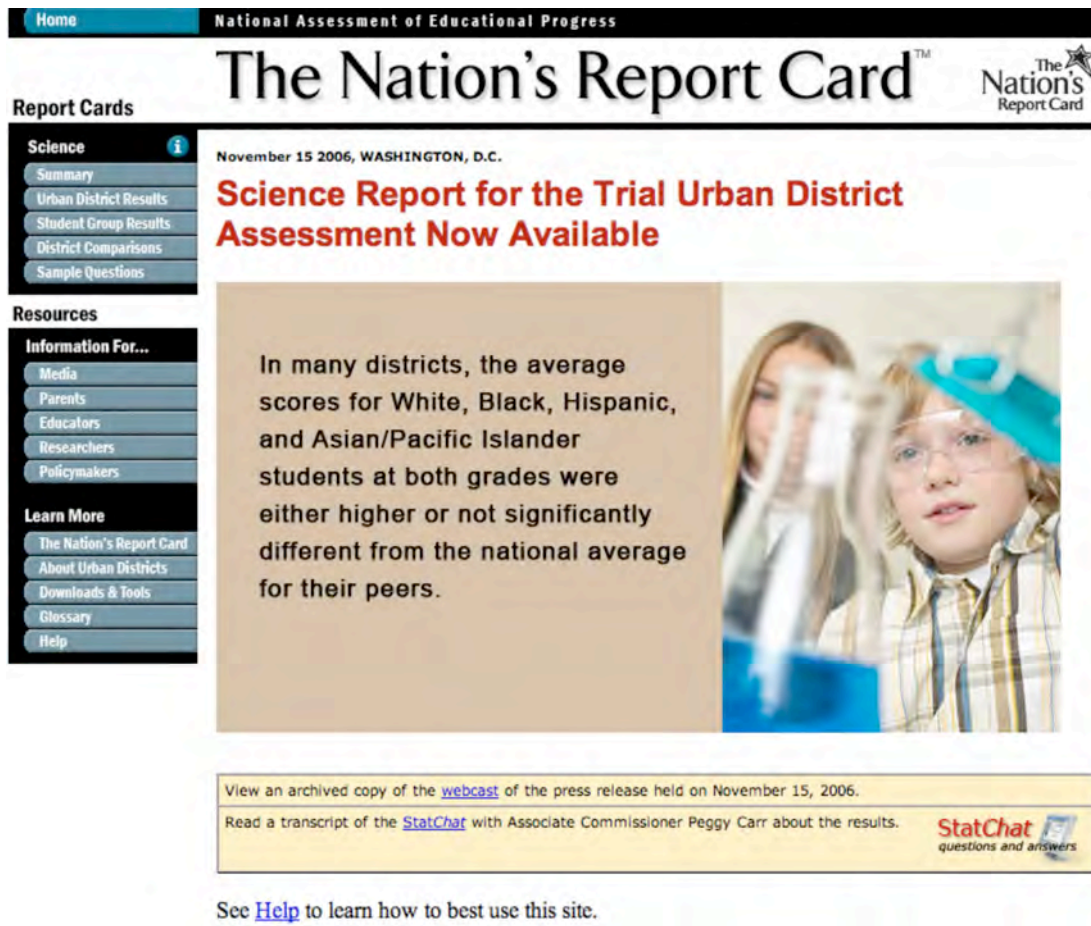 Home
National Assessment of Educational Progress
The Nation's Report Card™
The
Nation's
Report Card
Report Cards
Science
i
Summary
Urban District Results
Student Group Results
District Comparisons
Sample Questions
Resources
Information For...
Media
Parents
Educators
Researchers
Policymakers
Learn More
The Nation's Report Card
About Urban Districts
Downloads & Tools
Glossary
Help
November 15 2006, WASHINGTON, D.C.
Science Report for the Trial Urban District
Assessment Now Available
In many districts, the average
scores for White, Black, Hispanic,
and Asian/Pacific Islander
students at both grades were
either higher or not significantly
different from the national average
for their peers.
View an archived copy of the webcast of the press release held on November 15, 2006.
Read a transcript of the StatChat with Associate Commissioner Peggy Carr about the results.
StatChat
questions and answers
See Help to learn how to best use this site.